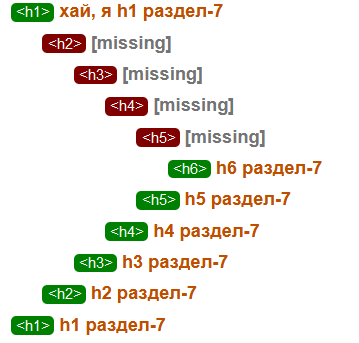 <h1> хай, я h1 раздел-7
<h2> [missing]
<h3> [missing]
<h4> [missing]
<h5> [missing]
<h6> h6 раздел-7
<h5> h5 раздел-7
<h4> h4 раздел-7
<h3> h3 раздел-7
<h2> h2 раздел-7
<h1> h1 раздел-7